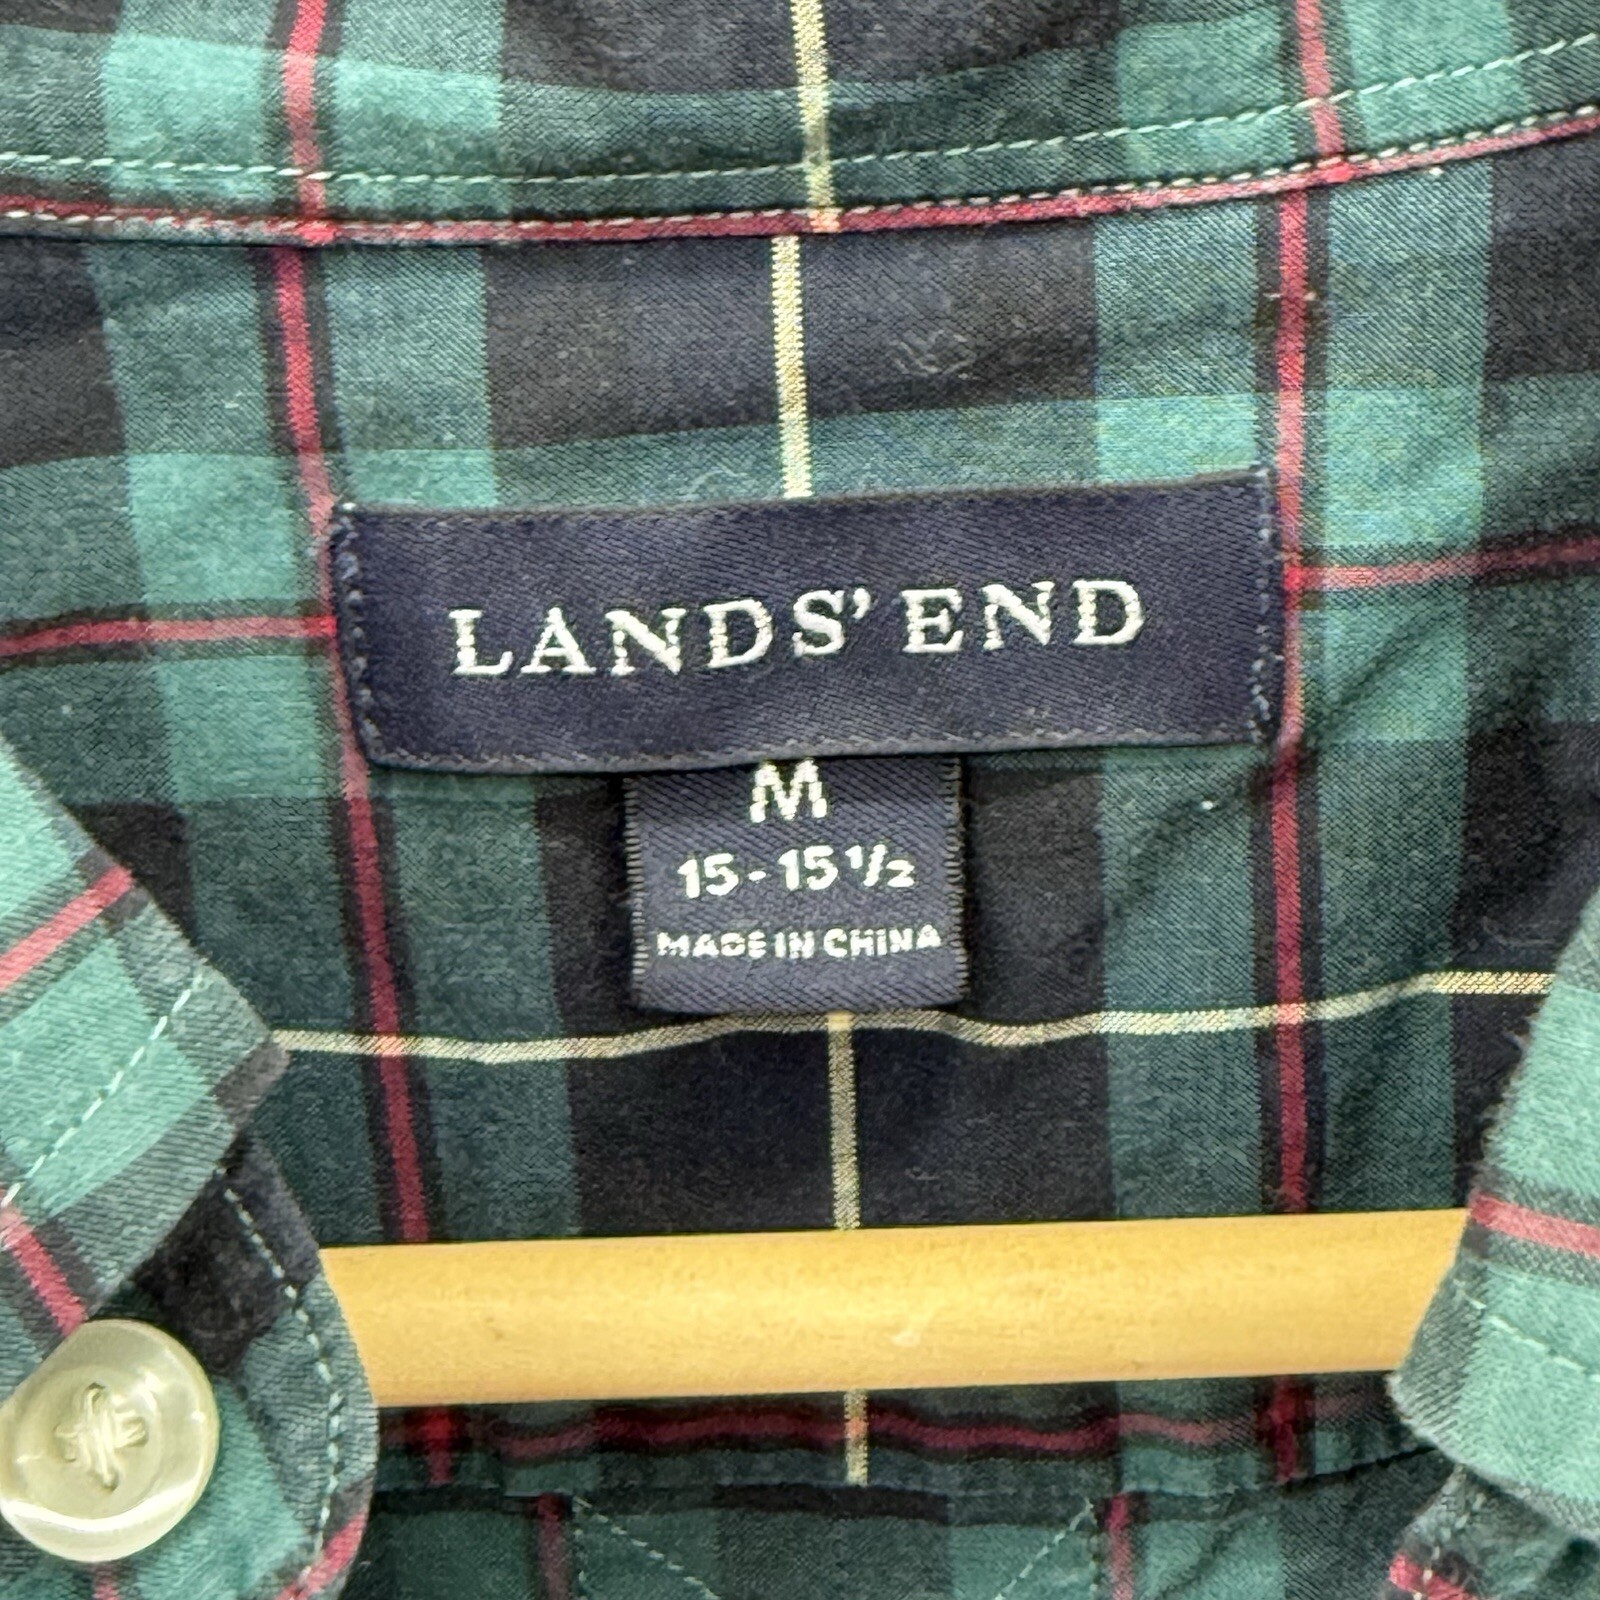 LANDS' END
M
15-15 1/2
MADE IN CHINA